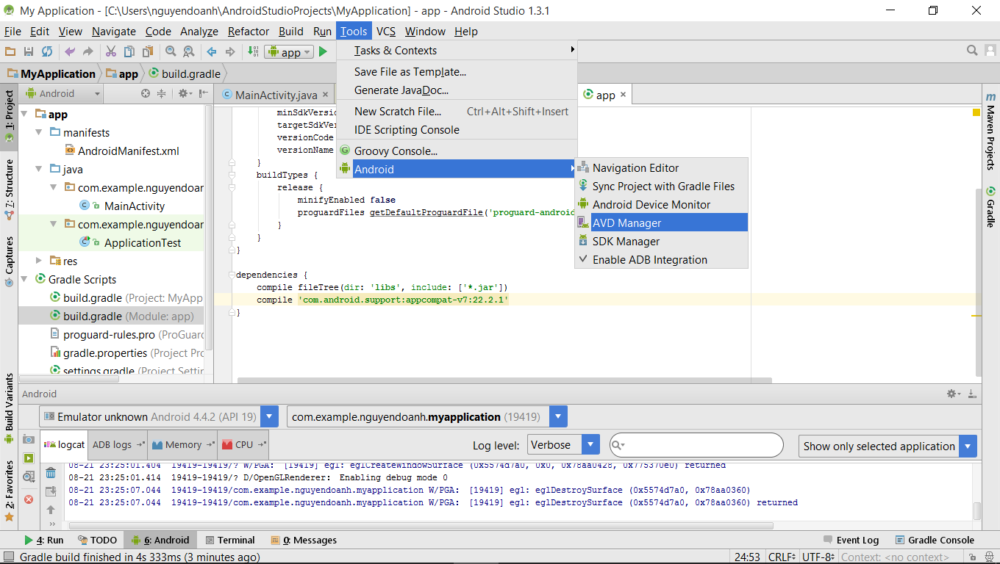 My Application - [C:\Users\nguyendoanh\AndroidStudioProjects\MyApplication] - app - Android Studio 1.3.1
File Edit View Navigate Code Analyze Refactor Build Run Tools VCS Window Help
app
Tasks & Contexts
Save File as Template...
Generate JavaDoc...
New Scratch File... Ctrl+Alt+Shift+Insert
IDE Scripting Console
Groovy Console...
Android
Navigation Editor
Sync Project with Gradle Files
Android Device Monitor
AVD Manager
SDK Manager
Enable ADB Integration
MyApplication app build.gradle
1: Project
7: Structure
Captures
Build Variants
2: Favorites
Android
app
manifests
AndroidManifest.xml
java
com.example.nguyendoar
MainActivity
com.example.nguyendoar
ApplicationTest
res
Gradle Scripts
build.gradle (Project: MyApp
build.gradle (Module: app)
proguard-rules.pro (ProGuard
gradle.properties (Project Pro
settings.gradle (Project Settin
MainActivity.java × app ×
minSdkVersio
targetSdkVer
versionCode
versionName
}
buildTypes {
release {
minifyEnabled false
proguardFiles getDefaultProguardFile('proguard-android
}
}
}
dependencies {
compile fileTree(dir: 'libs', include: ['*.jar'])
compile 'com.android.support:appcompat-v7:22.2.1'
}
m Maven Projects
Gradle
Android
Emulator unknown Android 4.4.2 (API 19) com.example.nguyendoanh.myapplication (19419)
logcat ADB logs Memory CPU Log level: Verbose Show only selected application
08-21 23:25:01.404 19419-19419/? W/PGA: [19419] egl: eglCreateWindowSurface (0x5574d7a0, 0x0, 0x78aa0428, 0x775370e0) returned
08-21 23:25:01.414 19419-19419/? D/OpenGLRenderer: Enabling debug mode 0
08-21 23:25:07.044 19419-19419/com.example.nguyendoanh.myapplication W/PGA: [19419] egl: eglDestroySurface (0x5574d7a0, 0x78aa0360)
08-21 23:25:07.044 19419-19419/com.example.nguyendoanh.myapplication W/PGA: [19419] egl: eglDestroySurface (0x5574d7a0, 0x78aa0360) returned
4: Run TODO 6: Android Terminal 0: Messages Event Log Gradle Console
Gradle build finished in 4s 333ms (3 minutes ago) 24:53 CRLF UTF-8 Context: <no context>